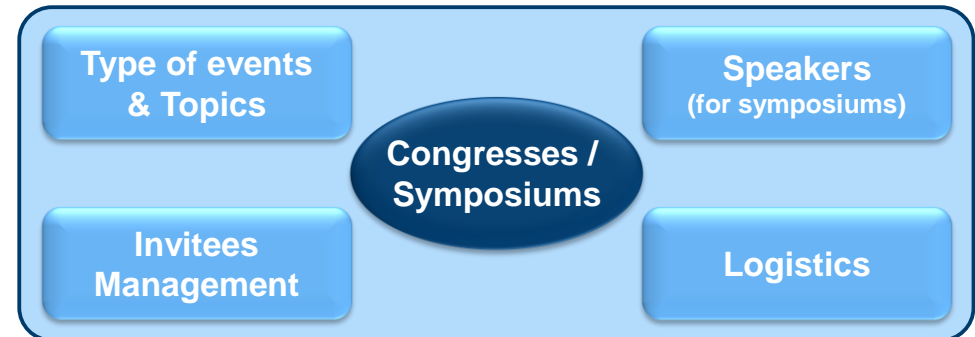 Type of events
& Topics
Speakers
(for symposiums)
Congresses /
Symposiums
Invitees
Management
Logistics